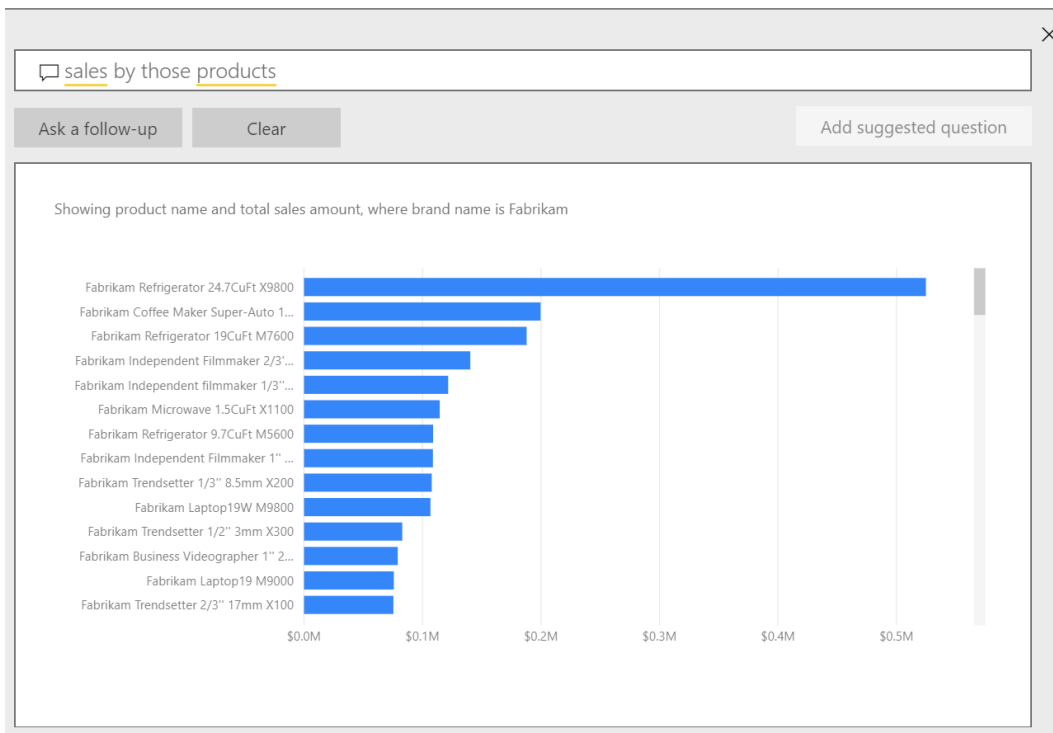 sales by those products
Ask a follow-up
Clear
Add suggested question
Showing product name and total sales amount, where brand name is Fabrikam
Fabrikam Refrigerator 24.7CuFt X9800
Fabrikam Coffee Maker Super-Auto 1...
Fabrikam Refrigerator 19CuFt M7600
Fabrikam Independent Filmmaker 2/3'...
Fabrikam Independent filmmaker 1/3''...
Fabrikam Microwave 1.5CuFt X1100
Fabrikam Refrigerator 9.7CuFt M5600
Fabrikam Independent Filmmaker 1'' ...
Fabrikam Trendsetter 1/3'' 8.5mm X200
Fabrikam Laptop19W M9800
Fabrikam Trendsetter 1/2'' 3mm X300
Fabrikam Business Videographer 1'' 2...
Fabrikam Laptop19 M9000
Fabrikam Trendsetter 2/3'' 17mm X100
$0.0M $0.1M $0.2M $0.3M $0.4M $0.5M